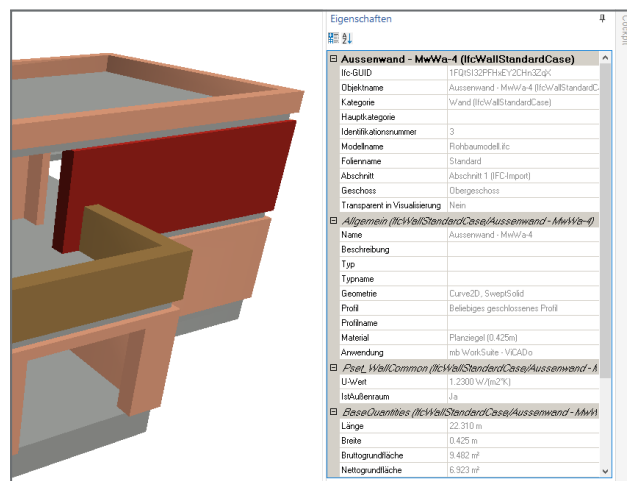 Eigenschaften
Aussenwand - MwWa-4 (IfcWallStandardCase)
Ifc-GUID
Objektname Aussenwand - MwWa-4 (IfcWallStandardC
Kategorie Wand (IfcWallStandardCase)
Hauptkategorie
Identifikationsnummer 3
Modellname Rohbaumodell.ifc
Folienname Standard
Abschnitt Abschnitt 1 (IFC-Import)
Geschoss Obergeschoss
Transparent in Visualisierung Nein
Allgemein (IfcWallStandardCase/Aussenwand - MwWa-4)
Name Aussenwand - MwWa-4
Beschreibung
Typ
Typname
Geometrie Curve2D, SweptSolid
Profil Beliebiges geschlossenes Profil
Profilname
Material Planziegel (0.425m)
Anwendung mb WorkSuite - ViCADo
Pset_WallCommon (IfcWallStandardCase/Aussenwand - M
U-Wert 1,2300 W/(m2*K)
IstAußenraum Ja
BaseQuantities (IfcWallStandardCase/Aussenwand - MwW
Länge 22.310 m
Breite 0.425 m
Bruttogrundfläche 9.482 m²
Nettogrundfläche 6.923 m²
Cockpit